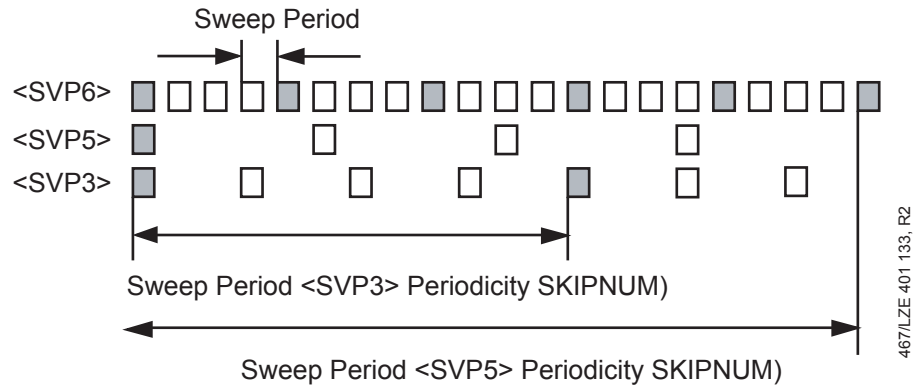 Sweep Period
<SVP6>
<SVP5>
<SVP3>
Sweep Period <SVP3> Periodicity SKIPNUM)
Sweep Period <SVP5> Periodicity SKIPNUM)
467/LZE 401 133, R2